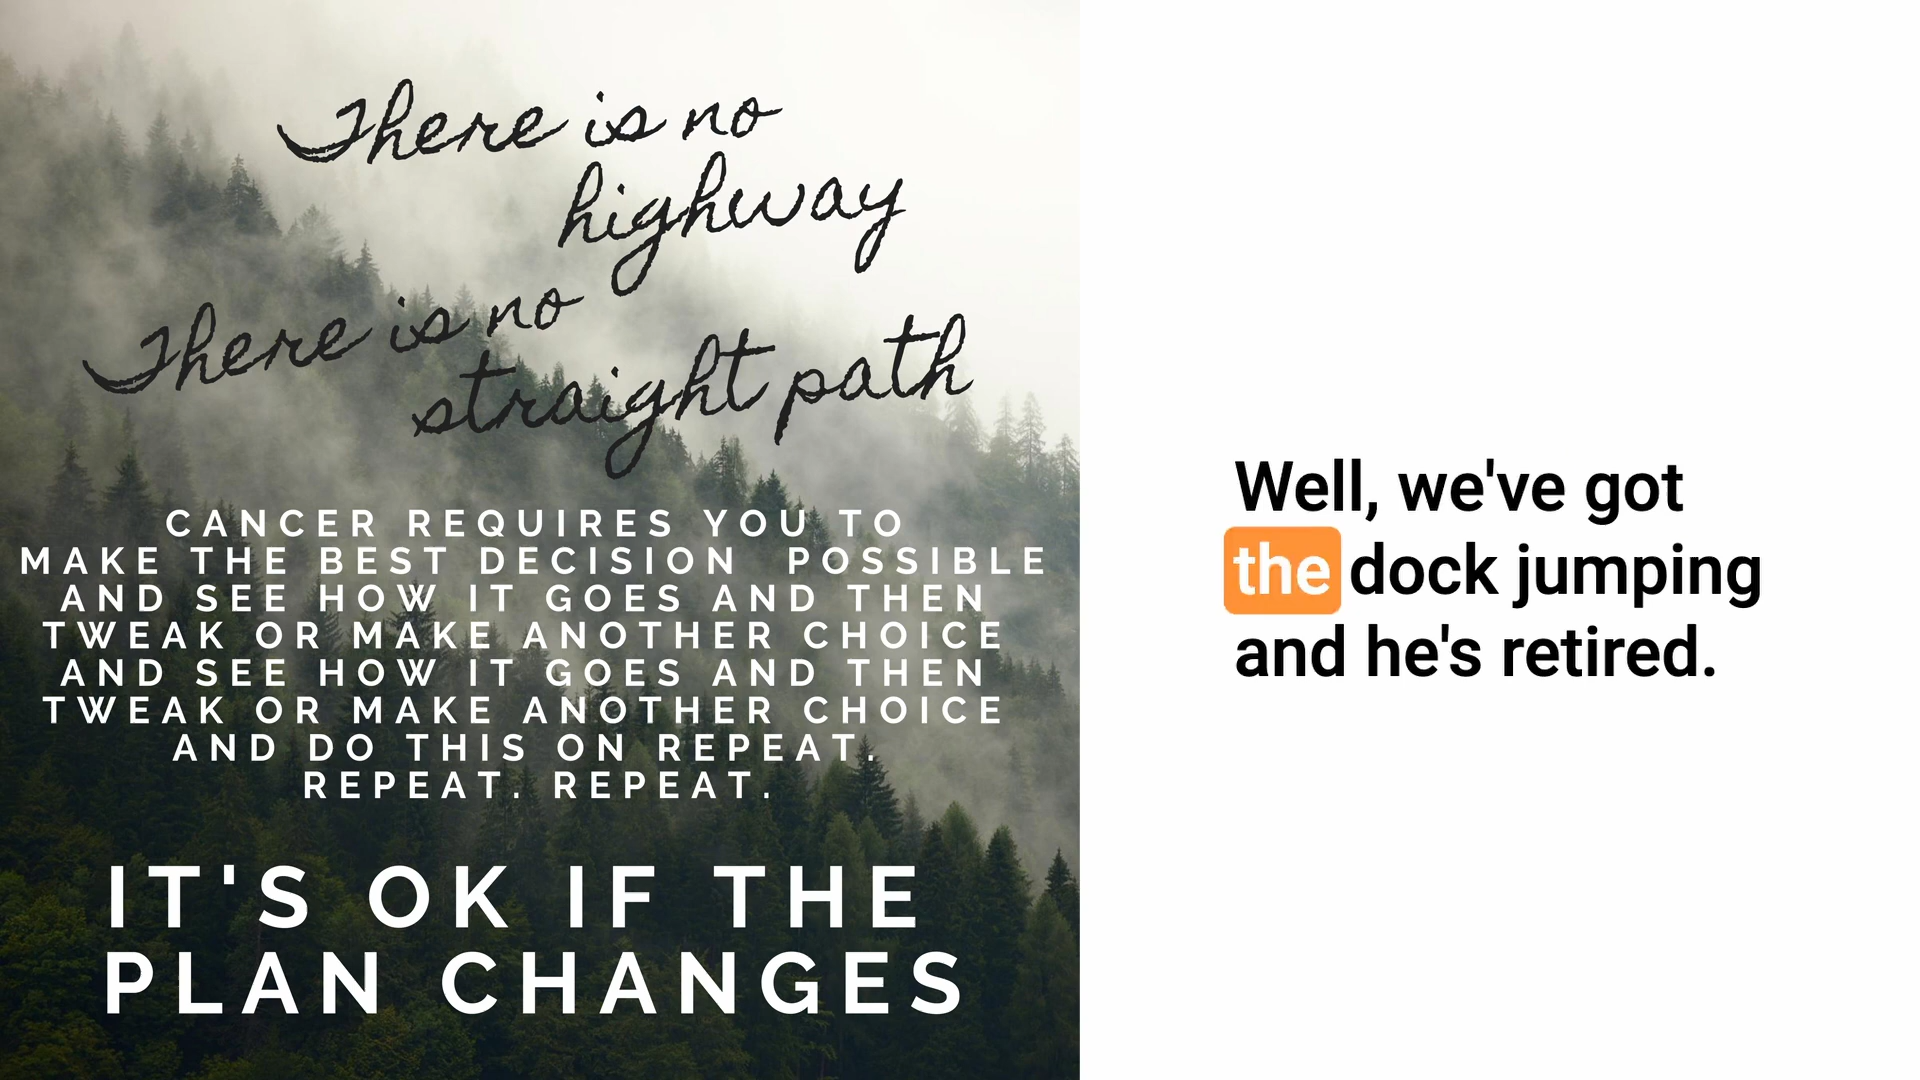 There is no
highway
There is no
straight path
CANCER REQUIRES YOU TO
MAKE THE BEST DECISION POSSIBLE
AND SEE HOW IT GOES AND THEN
TWEAK OR MAKE ANOTHER CHOICE
AND SEE HOW IT GOES AND THEN
TWEAK OR MAKE ANOTHER CHOICE
AND DO THIS ON REPEAT.
REPEAT. REPEAT.
IT'S OK IF THE
PLAN CHANGES
Well, we've got
the dock jumping
and he's retired.